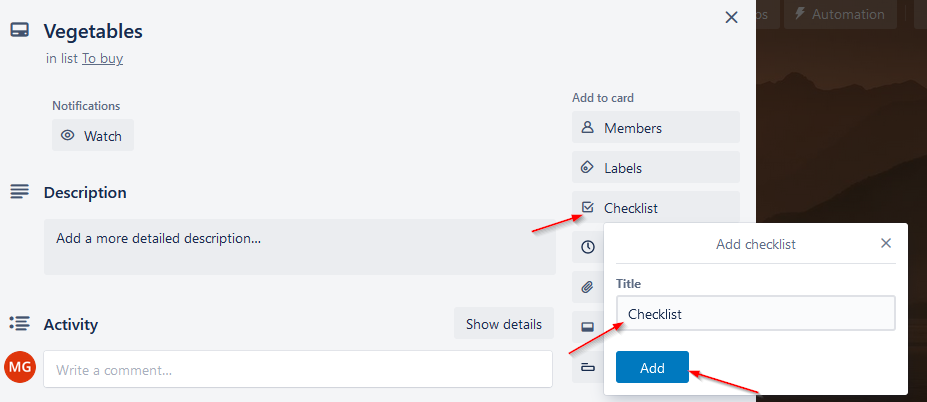 Vegetables
in list To buy
Automation
Notifications
Watch
Add to card
Members
Labels
Checklist
Description
Add a more detailed description...
Add checklist
Title
Checklist
Add
Activity
Show details
MG
Write a comment...